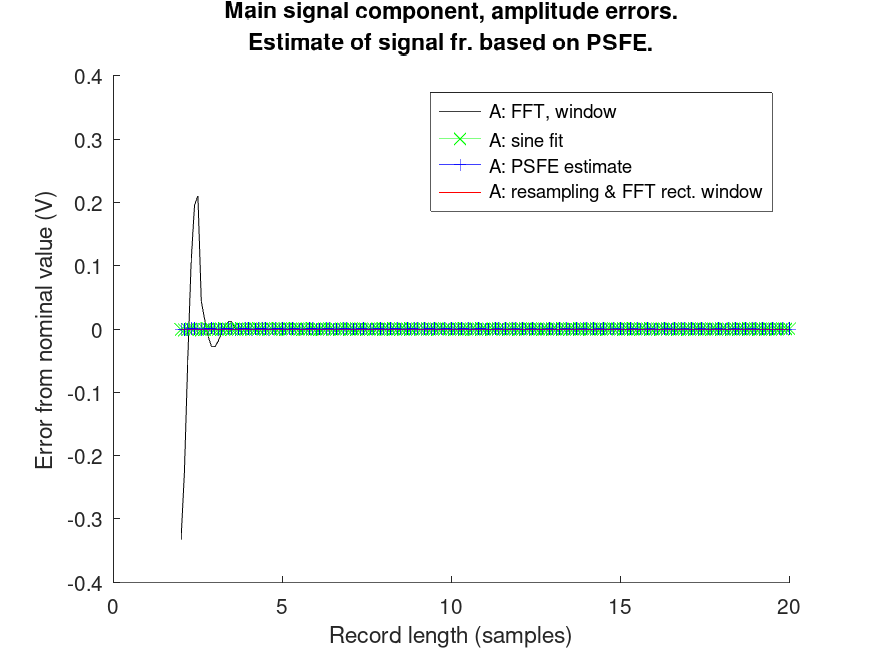 Main signal component, amplitude errors.
Estimate of signal fr. based on PSFE.
0.4
0.3
0.2
0.1
0
-0.1
-0.2
-0.3
-0.4
Error from nominal value (V)
A: FFT, window
A: sine fit
A: PSFE estimate
A: resampling & FFT rect. window
0 5 10 15 20
Record length (samples)